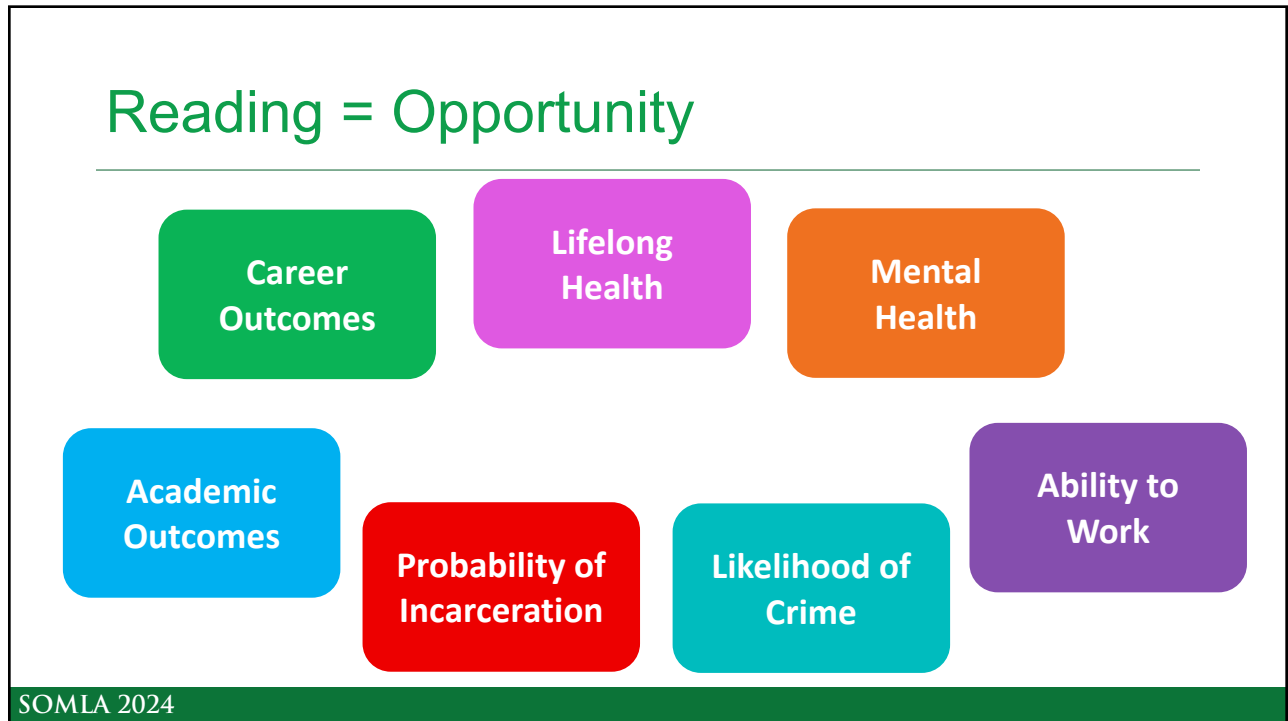 Reading = Opportunity
Career
Outcomes
Lifelong
Health
Mental
Health
Academic
Outcomes
Probability of
Incarceration
Likelihood of
Crime
Ability to
Work
SOMLA 2024